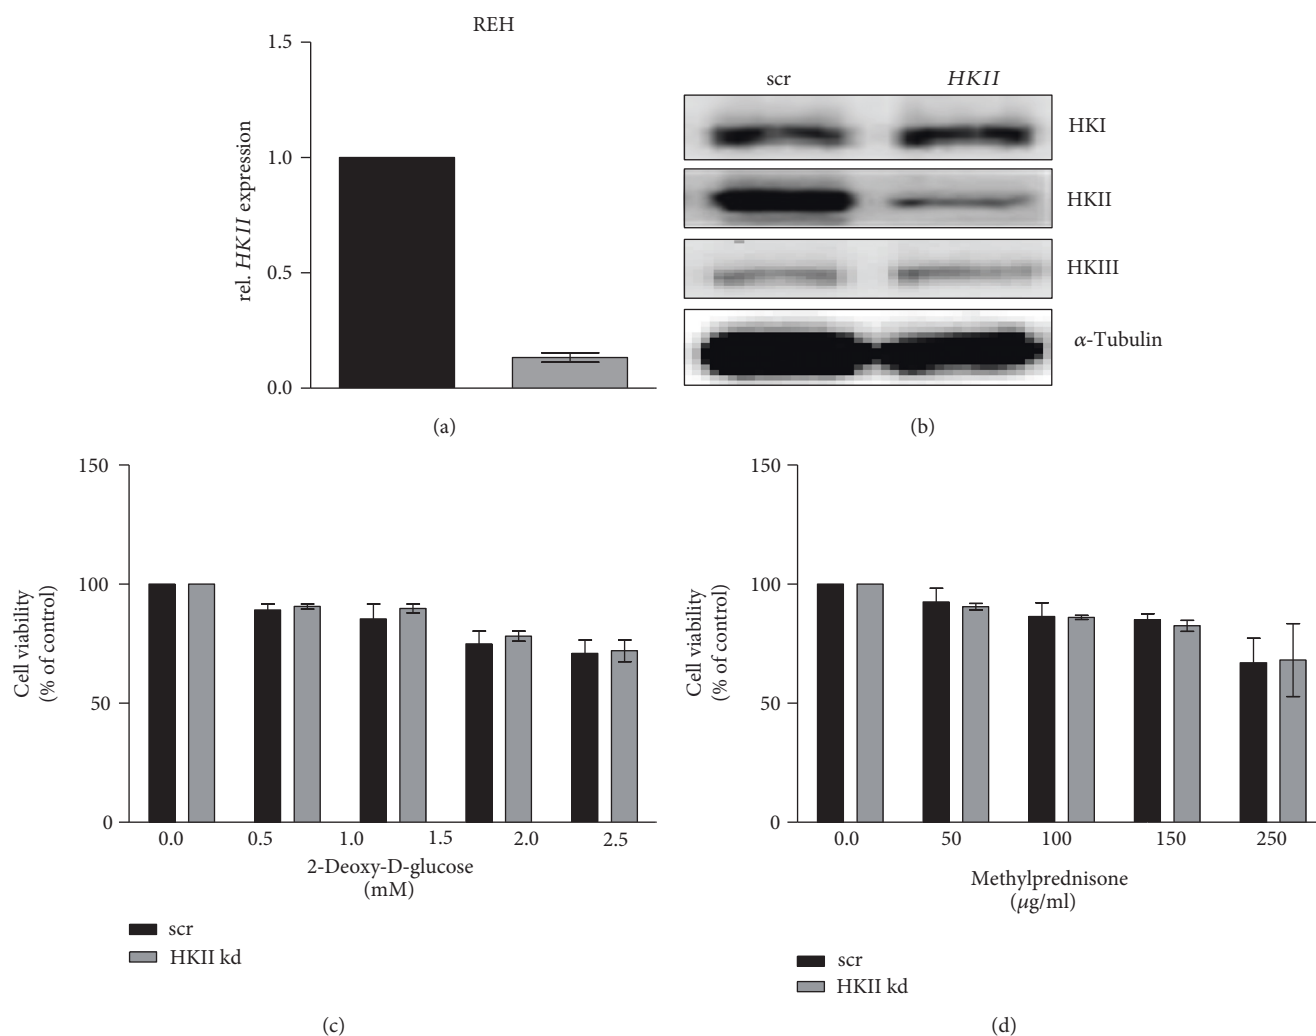 REH
1.5
1.0
0.5
0.0
rel. HKII expression
(a)
scr HKII
HKI
HKII
HKIII
α-Tubulin
(b)
150
100
50
0
Cell viability
(% of control)
0.0 0.5 1.0 1.5 2.0 2.5
2-Deoxy-D-glucose
(mM)
scr
HKII kd
(c)
150
100
50
0
Cell viability
(% of control)
0.0 50 100 150 250
Methylprednisone
(μg/ml)
scr
HKII kd
(d)